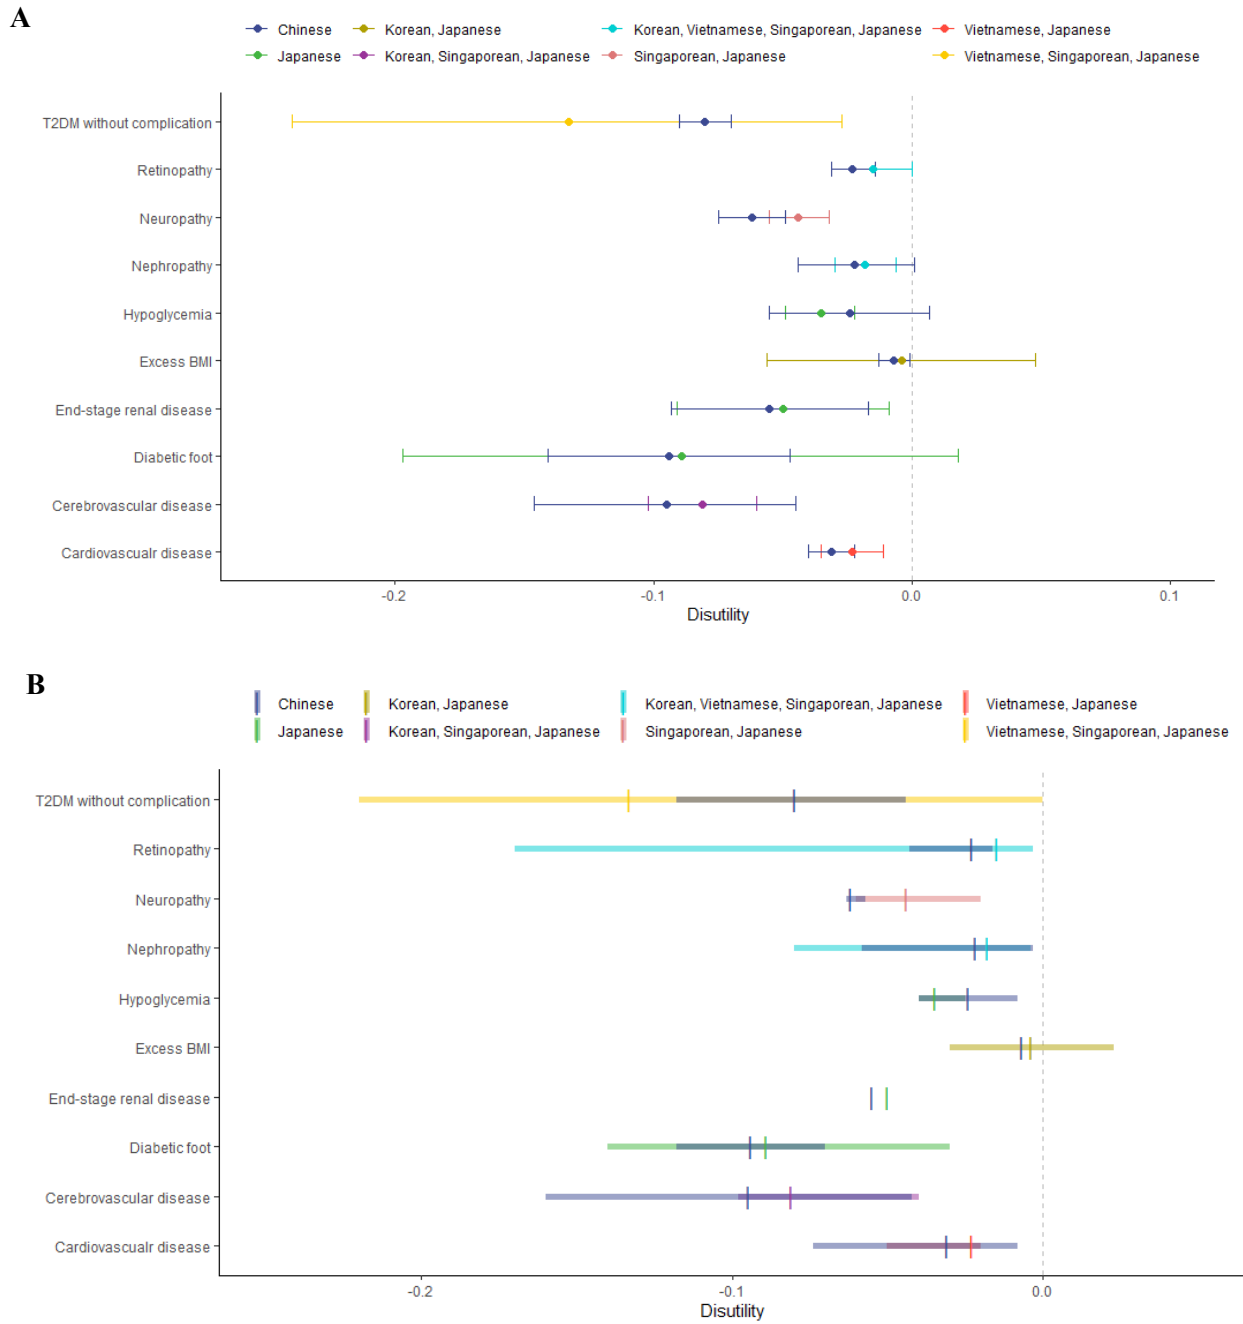 A
Chinese Korean, Japanese Korean, Vietnamese, Singaporean, Japanese Vietnamese, Japanese
Japanese Korean, Singaporean, Japanese Singaporean, Japanese Vietnamese, Singaporean, Japanese
T2DM without complication
Retinopathy
Neuropathy
Nephropathy
Hypoglycemia
Excess BMI
End-stage renal disease
Diabetic foot
Cerebrovascular disease
Cardiovascualr disease
-0.2 -0.1 0.0 0.1
Disutility
B
Chinese Korean, Japanese Korean, Vietnamese, Singaporean, Japanese Vietnamese, Japanese
Japanese Korean, Singaporean, Japanese Singaporean, Japanese Vietnamese, Singaporean, Japanese
T2DM without complication
Retinopathy
Neuropathy
Nephropathy
Hypoglycemia
Excess BMI
End-stage renal disease
Diabetic foot
Cerebrovascular disease
Cardiovascualr disease
-0.2 -0.1 0.0
Disutility